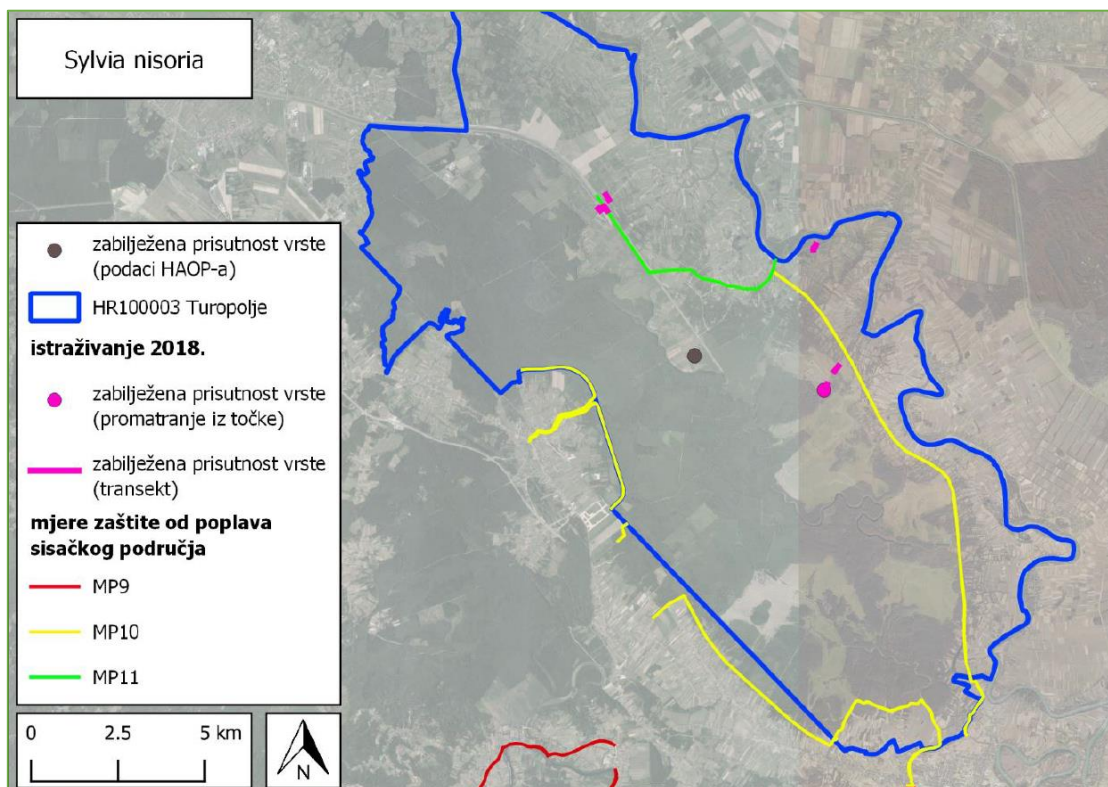 Sylvia nisoria
zabilježena prisutnost vrste
(podaci HAOP-a)
HR100003 Turopolje
istraživanje 2018.
zabilježena prisutnost vrste
(promatranje iz točke)
zabilježena prisutnost vrste
(transekt)
mjere zaštite od poplava
sisačkog područja
MP9
MP10
MP11
0 2.5 5 km
N